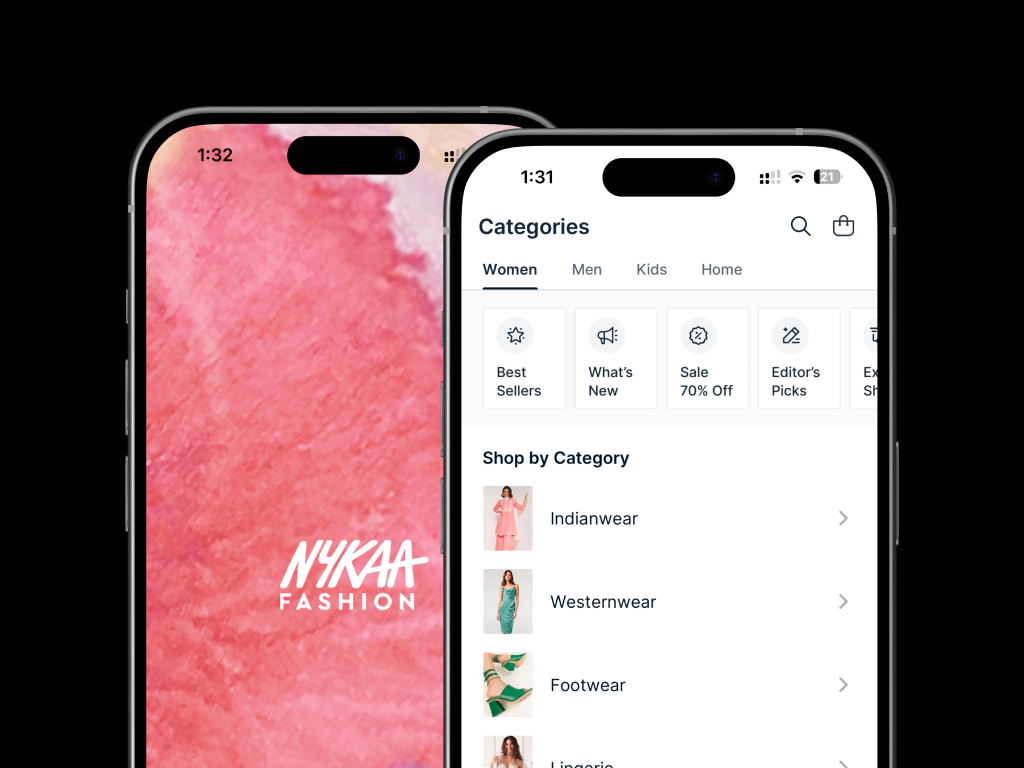 1:32
NYKAA
FASHION
1:31
21
Categories
Women Men Kids Home
Best Sellers
What's New
Sale 70% Off
Editor's Picks
Ex
Sh
Shop by Category
Indianwear
Westernwear
Footwear
Lingerie